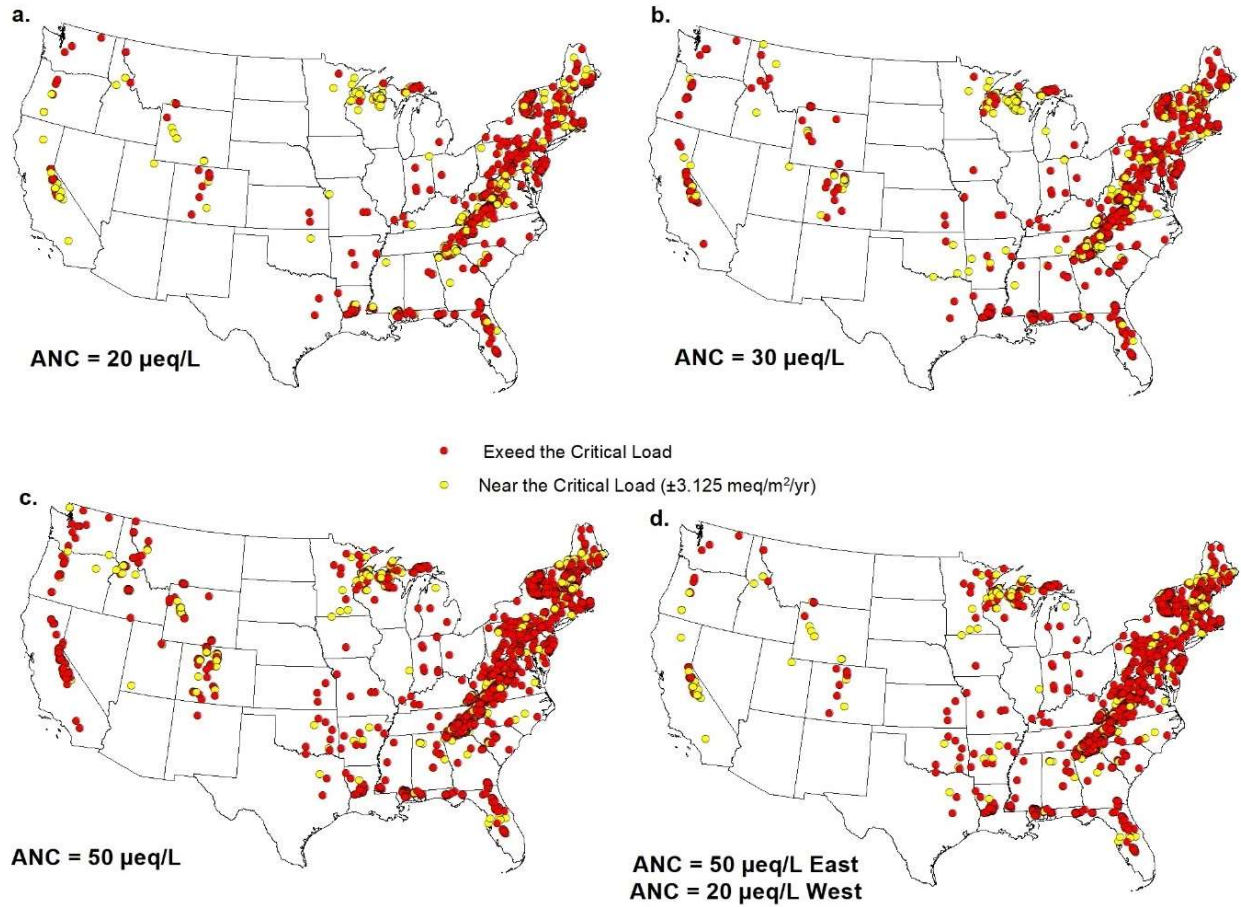 a.
b.
ANC = 20 µeq/L
ANC = 30 µeq/L
Exeed the Critical Load
Near the Critical Load (±3.125 meq/m²/yr)
c.
d.
ANC = 50 µeq/L
ANC = 50 µeq/L East
ANC = 20 µeq/L West